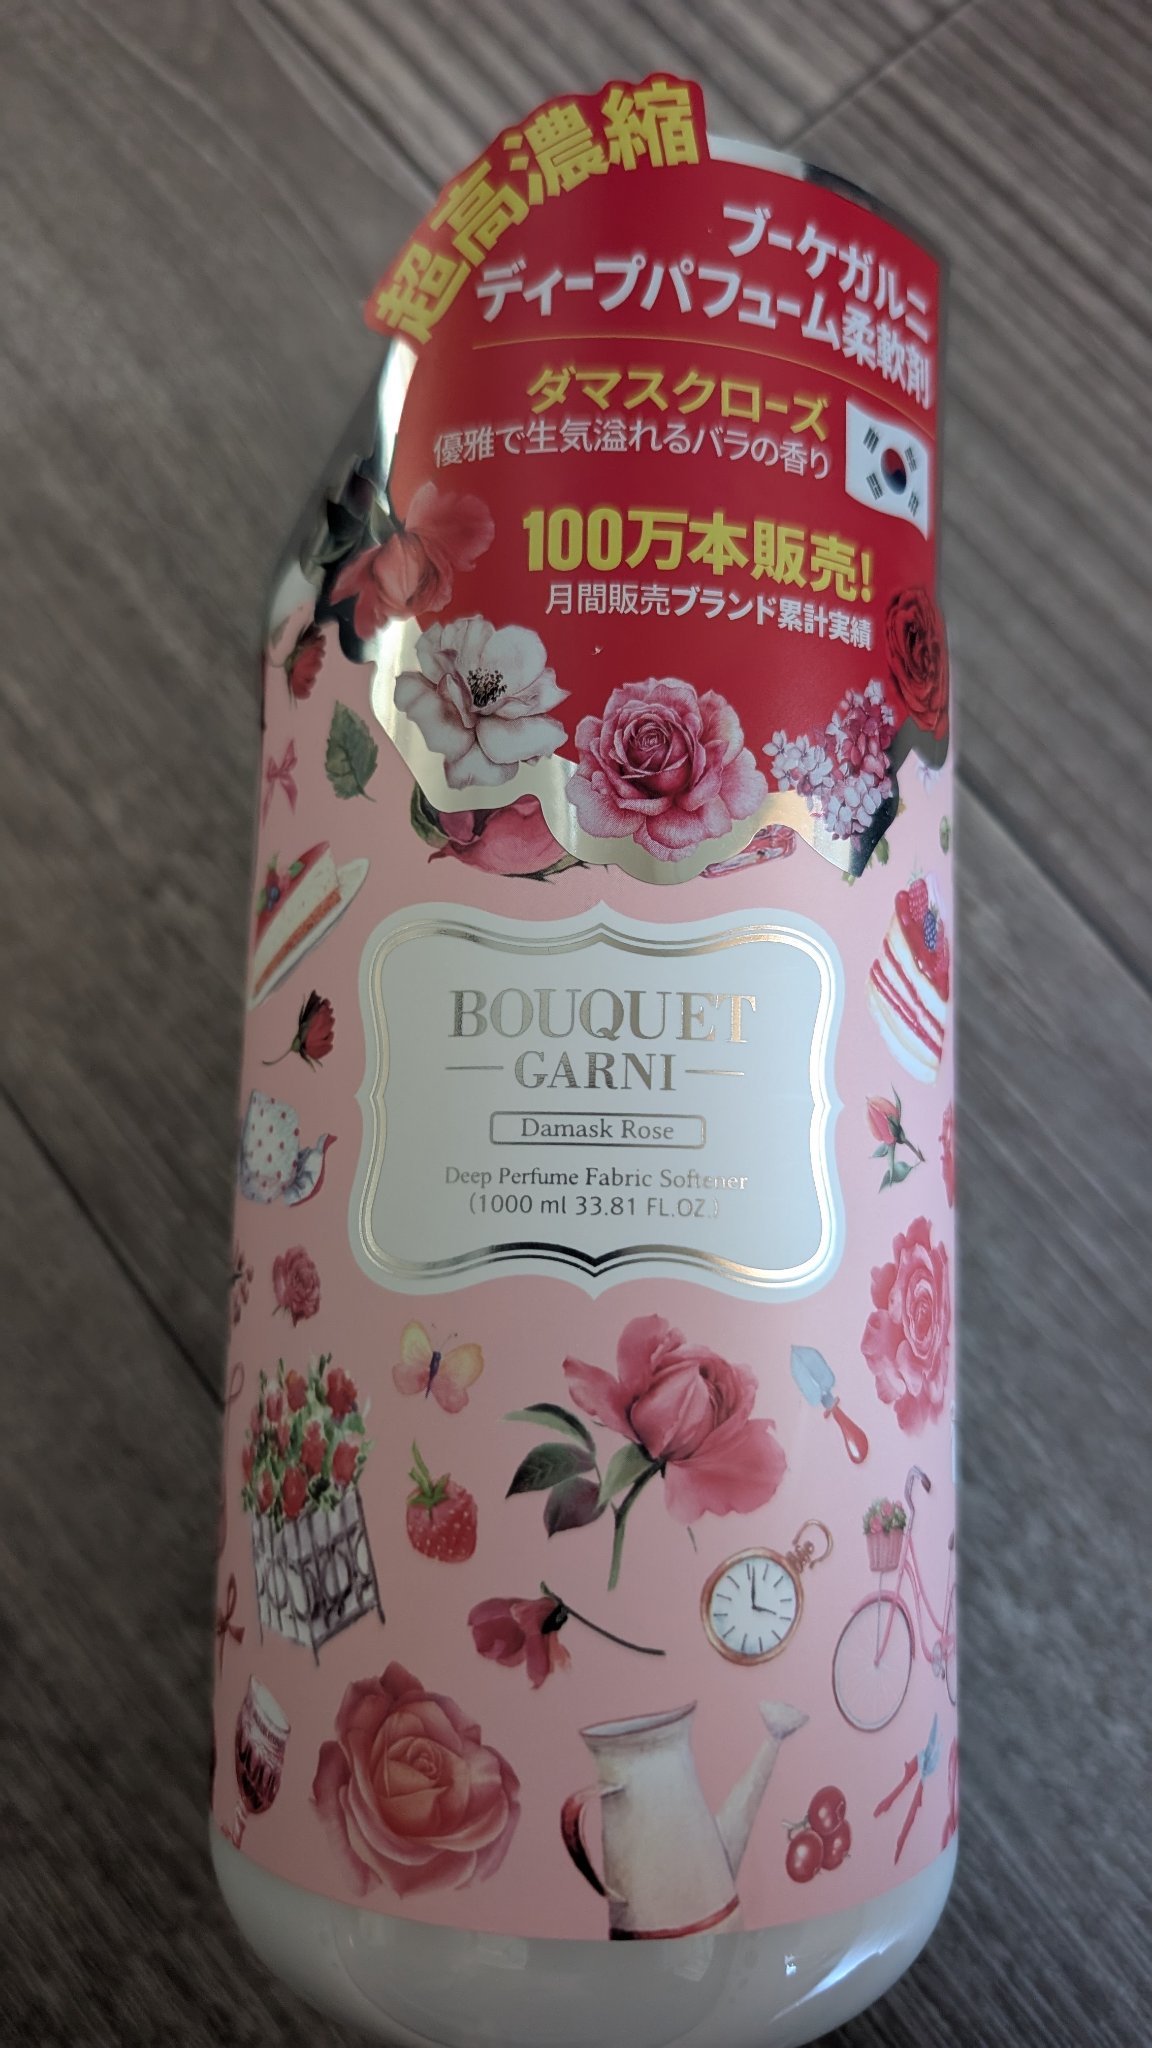 超高濃縮
ブーケガルニ
ディープパフューム柔軟剤
ダマスクローズ
優雅で生気溢れるバラの香り
100万本販売!
月間販売ブランド累計実績
BOUQUET
GARNI
Damask Rose
Deep Perfume Fabric Softener
(1000 ml 33.81 FL.OZ.)